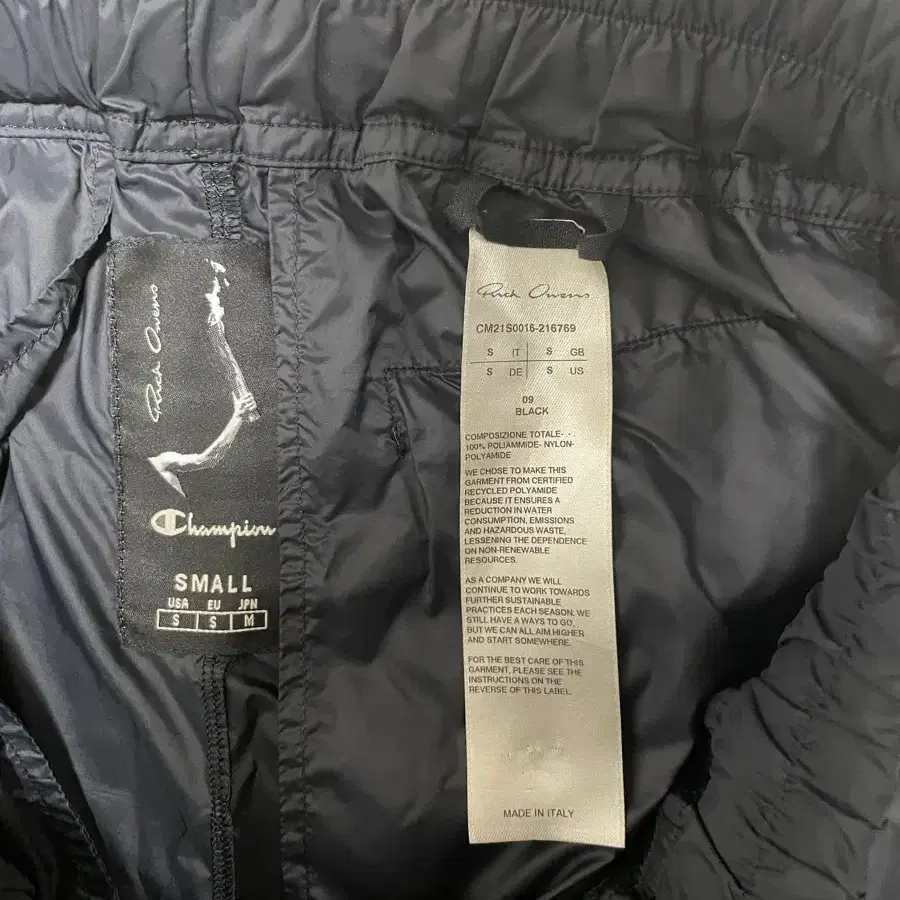 Rick Owens
Champion
SMALL
USA EU JPN
S S M
Rick Owens
CM21S0016-216769
S IT S GB
S DE S US
09
BLACK
COMPOSIZIONE TOTALE- -
100% POLIAMMIDE- NYLON-
POLYAMIDE
WE CHOSE TO MAKE THIS
GARMENT FROM CERTIFIED
RECYCLED POLYAMIDE
BECAUSE IT ENSURES A
REDUCTION IN WATER
CONSUMPTION, EMISSIONS
AND HAZARDOUS WASTE,
LESSENING THE DEPENDENCE
ON NON-RENEWABLE
RESOURCES.
AS A COMPANY WE WILL
CONTINUE TO WORK TOWARDS
FURTHER SUSTAINABLE
PRACTICES EACH SEASON. WE
STILL HAVE A WAYS TO GO,
BUT WE CAN ALL AIM HIGHER
AND START SOMEWHERE.
FOR THE BEST CARE OF THIS
GARMENT, PLEASE SEE THE
INSTRUCTIONS ON THE
REVERSE OF THIS LABEL.
MADE IN ITALY